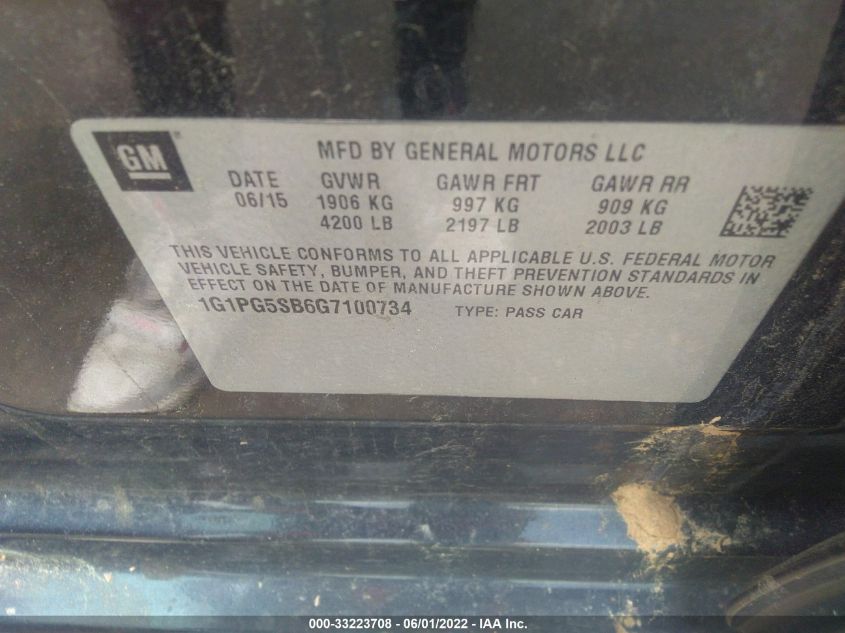 GM MFD BY GENERAL MOTORS LLC
DATE GVWR GAWR FRT GAWR RR
06/15 1906 KG 997 KG 909 KG
4200 LB 2197 LB 2003 LB
THIS VEHICLE CONFORMS TO ALL APPLICABLE U.S. FEDERAL MOTOR
VEHICLE SAFETY, BUMPER, AND THEFT PREVENTION STANDARDS IN
EFFECT ON THE DATE OF MANUFACTURE SHOWN ABOVE.
1G1PG5SB6G7100734 TYPE: PASS CAR
000-33223708 - 06/01/2022 - IAA Inc.